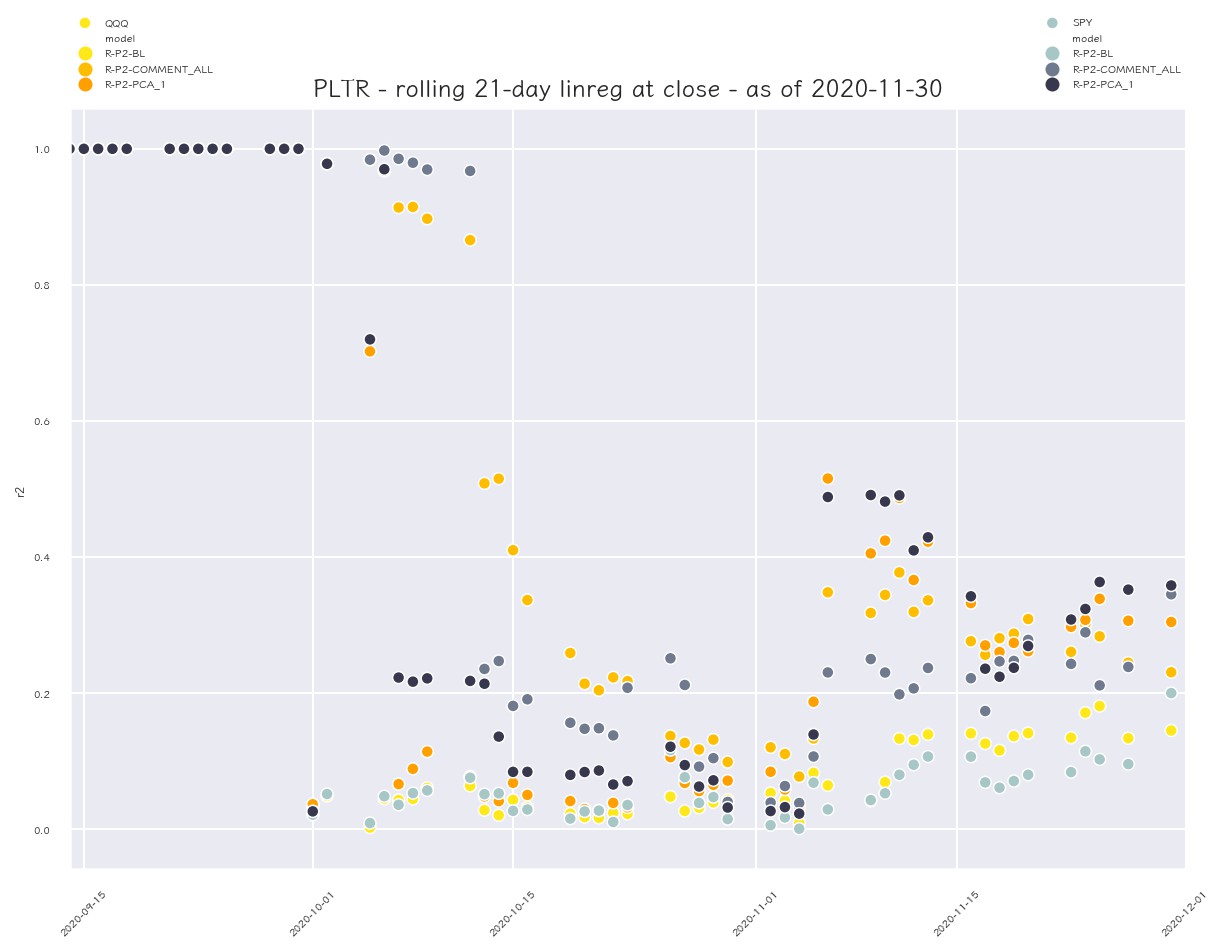 QQQ
model
R-P2-BL
R-P2-COMMENT_ALL
R-P2-PCA_1
SPY
model
R-P2-BL
R-P2-COMMENT_ALL
R-P2-PCA_1
PLTR - rolling 21-day linreg at close - as of 2020-11-30
1.0
0.8
0.6
0.4
0.2
0.0
r2
2020-09-15
2020-10-01
2020-10-15
2020-11-01
2020-11-15
2020-12-01